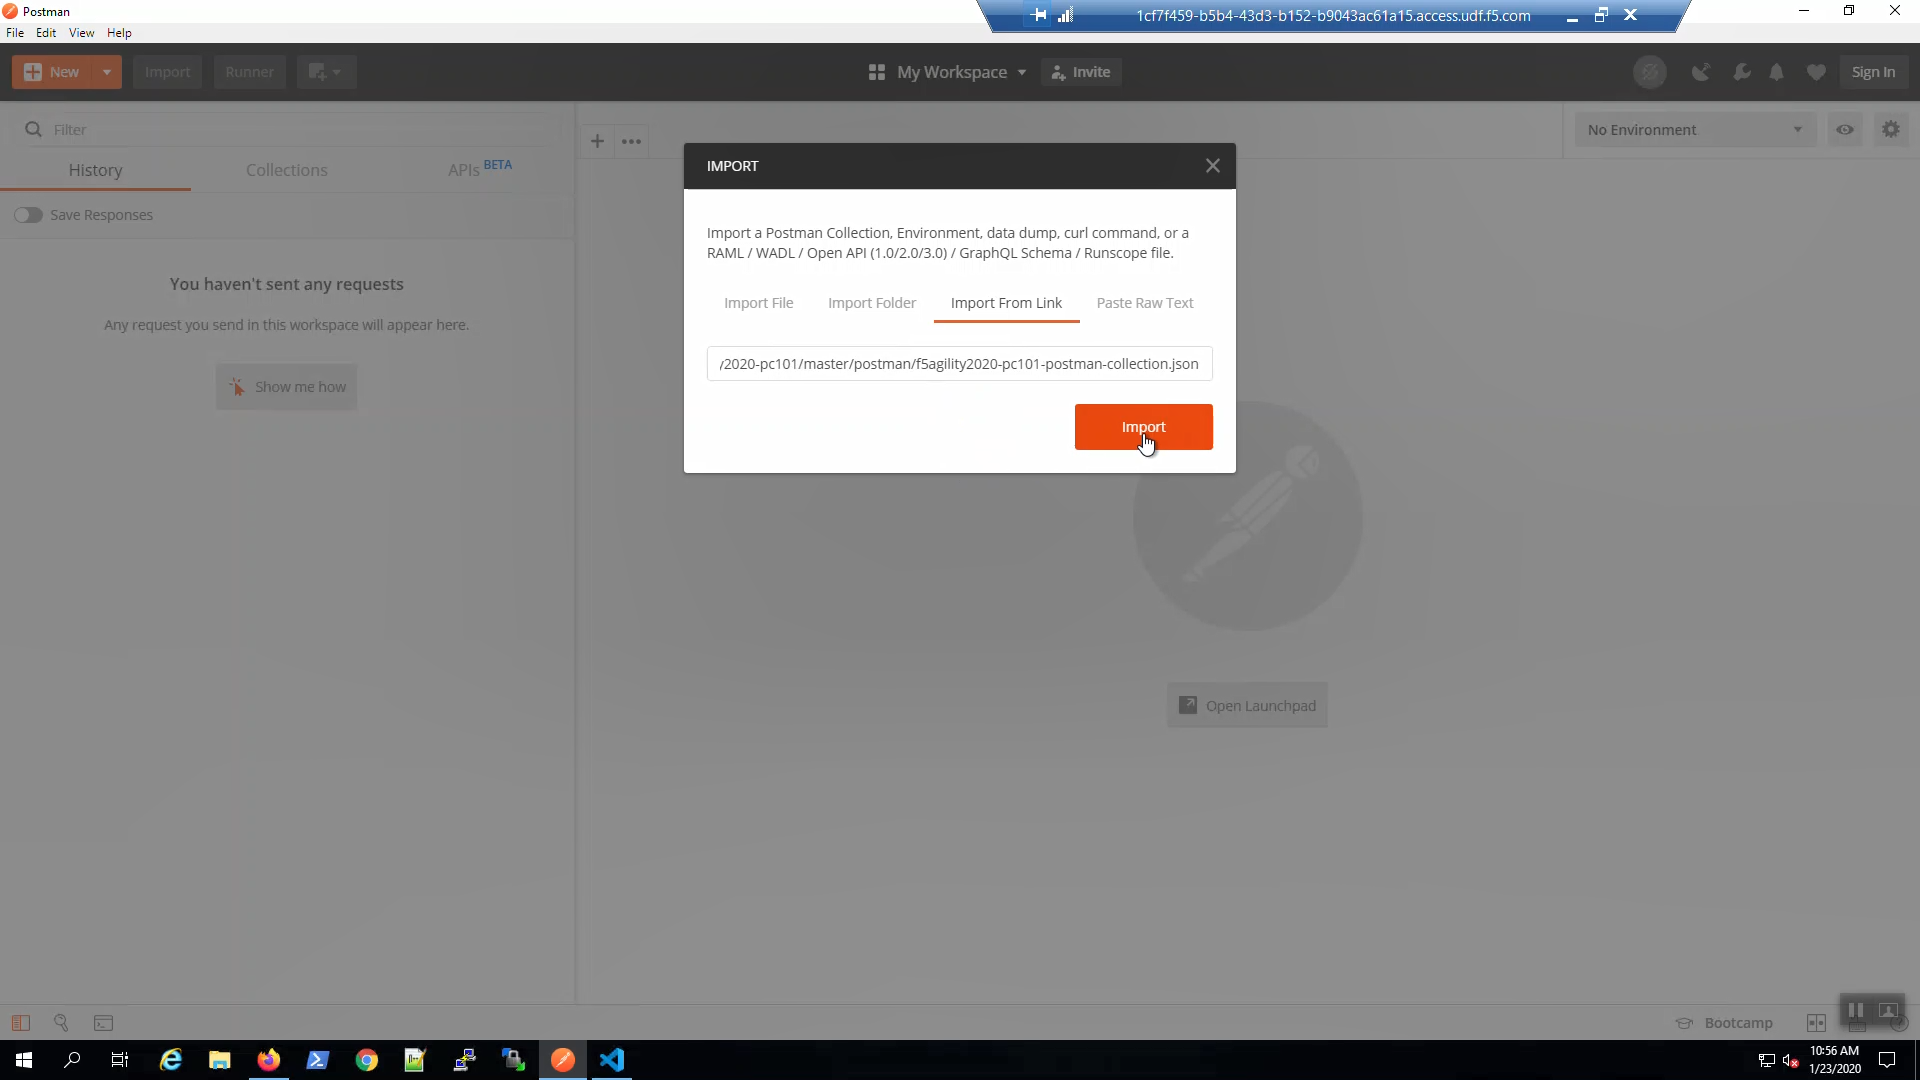 Postman
1cf7f459-b5b4-43d3-b152-b9043ac61a15.access.udf.f5.com
File Edit View Help
New Import Runner My Workspace Invite Sign In
Filter
No Environment
History Collections APIs BETA
Save Responses
You haven't sent any requests
Any request you send in this workspace will appear here.
Show me how
IMPORT
Import a Postman Collection, Environment, data dump, curl command, or a
RAML / WADL / Open API (1.0/2.0/3.0) / GraphQL Schema / Runscope file.
Import File Import Folder Import From Link Paste Raw Text
/2020-pc101/master/postman/f5agility2020-pc101-postman-collection.json
Import
Open Launchpad
Bootcamp
10:56 AM
1/23/2020